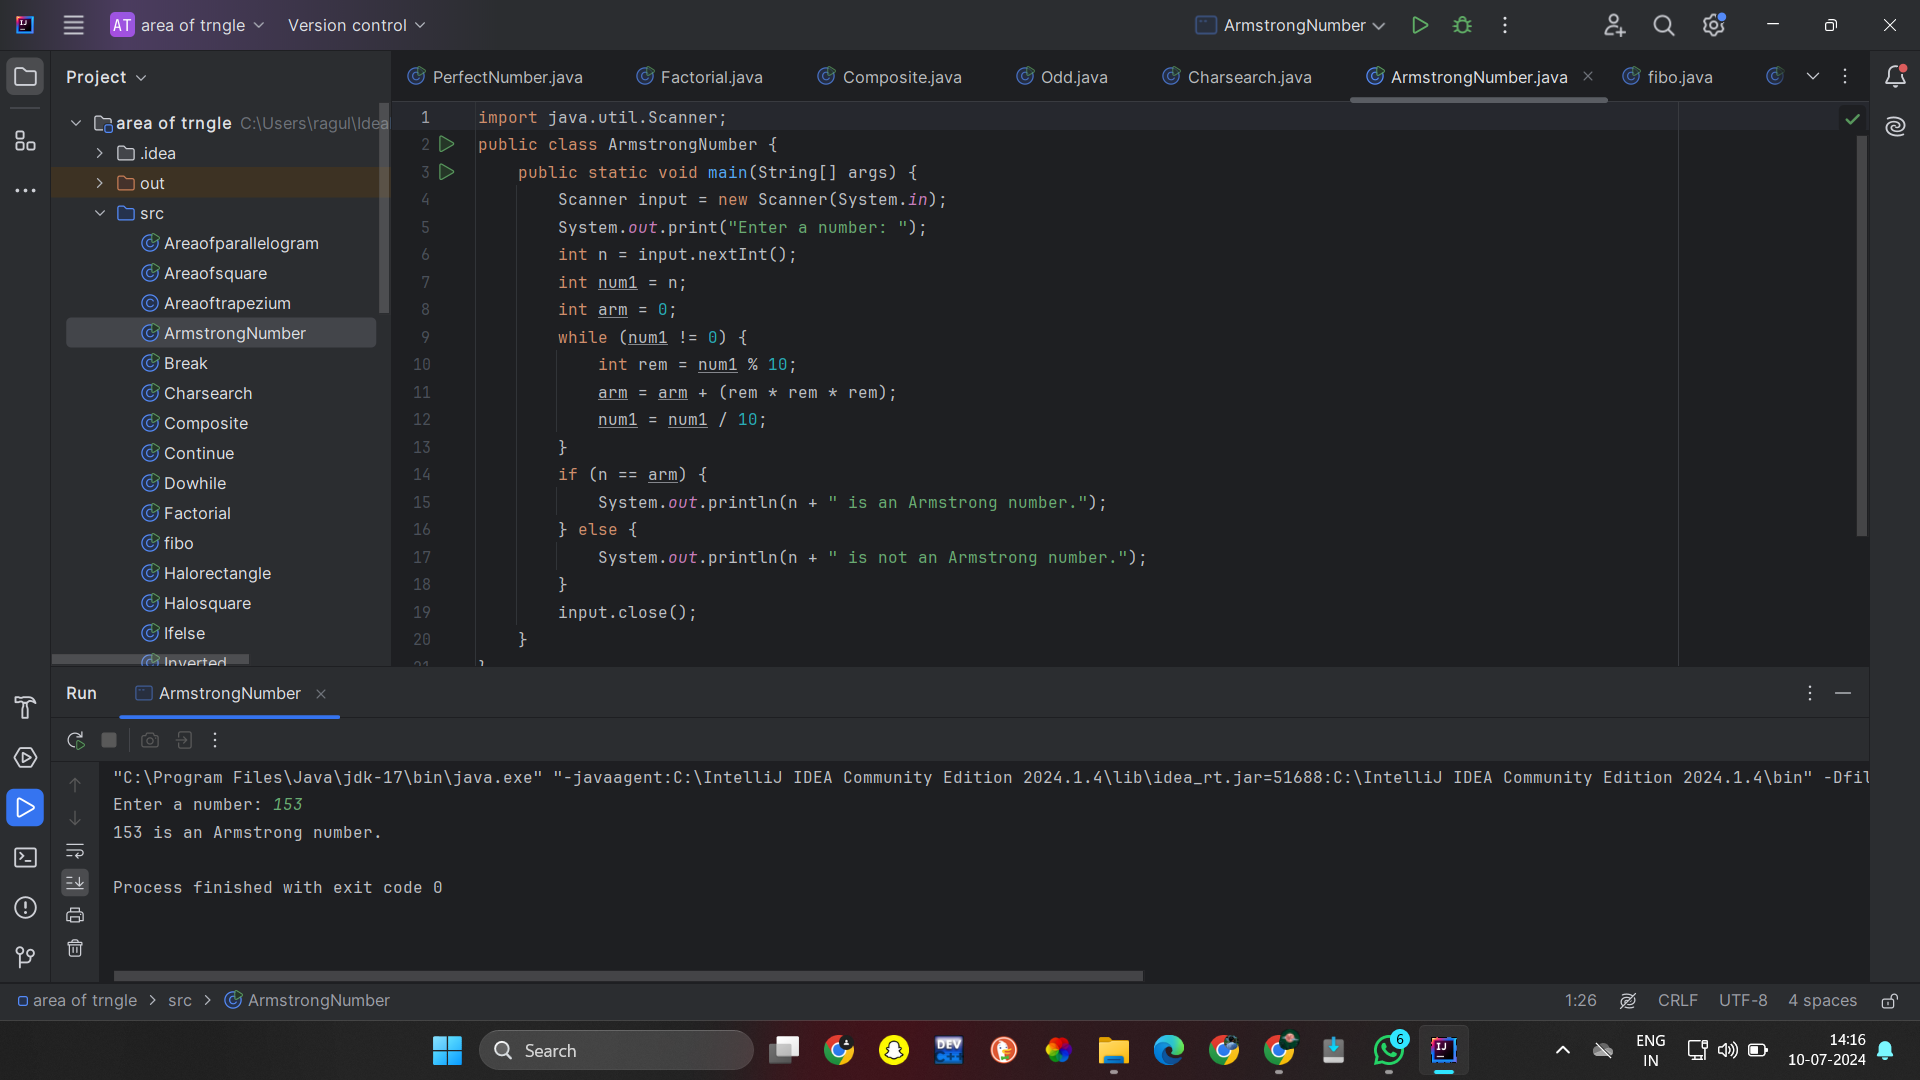 AT area of trngle Version control ArmstrongNumber
Project PerfectNumber.java Factorial.java Composite.java Odd.java Charsearch.java ArmstrongNumber.java fibo.java
area of trngle C:\Users\ragul\Idea
.idea
out
src
Areaofparallelogram
Areaofsquare
Areaoftrapezium
ArmstrongNumber
Break
Charsearch
Composite
Continue
Dowhile
Factorial
fibo
Halorectangle
Halosquare
Ifelse
Inverted
1 import java.util.Scanner;
2 public class ArmstrongNumber {
3 public static void main(String[] args) {
4 Scanner input = new Scanner(System.in);
5 System.out.print("Enter a number: ");
6 int n = input.nextInt();
7 int num1 = n;
8 int arm = 0;
9 while (num1 != 0) {
10 int rem = num1 % 10;
11 arm = arm + (rem * rem * rem);
12 num1 = num1 / 10;
13 }
14 if (n == arm) {
15 System.out.println(n + " is an Armstrong number.");
16 } else {
17 System.out.println(n + " is not an Armstrong number.");
18 }
19 input.close();
20 }
21 }
Run ArmstrongNumber
"C:\Program Files\Java\jdk-17\bin\java.exe" "-javaagent:C:\IntelliJ IDEA Community Edition 2024.1.4\lib\idea_rt.jar=51688:C:\IntelliJ IDEA Community Edition 2024.1.4\bin" -Dfil
Enter a number: 153
153 is an Armstrong number.
Process finished with exit code 0
area of trngle > src > ArmstrongNumber 1:26 CRLF UTF-8 4 spaces
Search DEV C++ 6 IJ ENG IN 14:16
10-07-2024